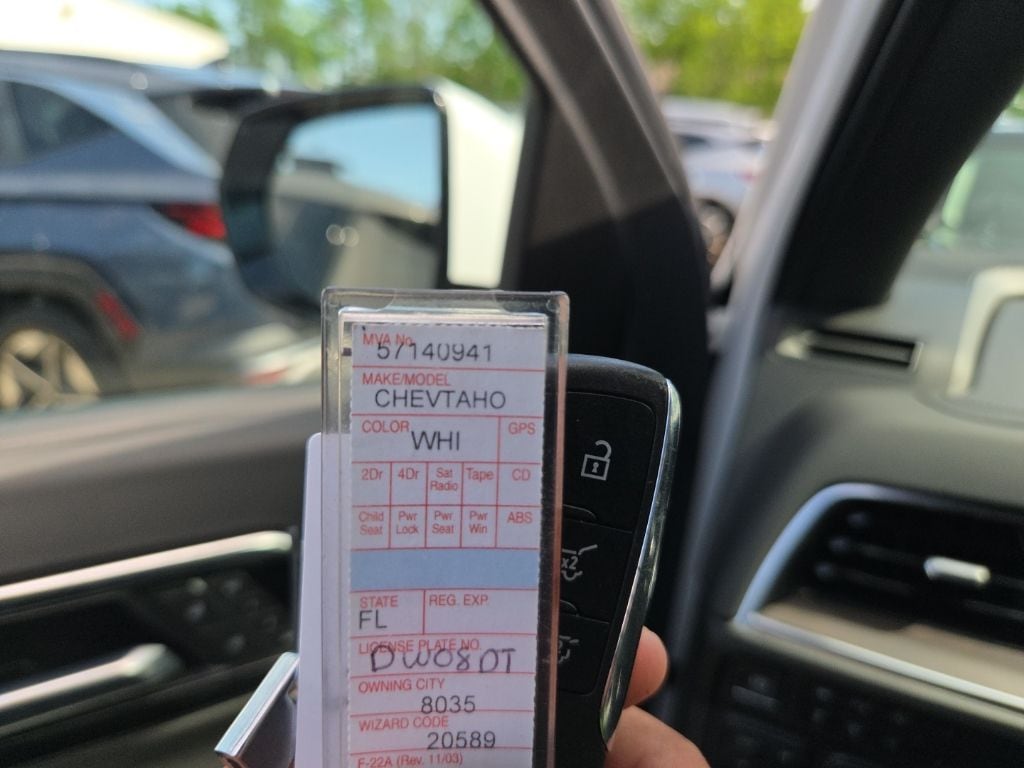 MVA No.
57140941
MAKE/MODEL
CHEVTAHO
COLOR WHI GPS
2Dr 4Dr Sat Radio Tape CD
Child Seat Pwr Lock Pwr Seat Pwr Win ABS
STATE REG. EXP.
FL
LICENSE PLATE NO.
DW08DT
OWNING CITY
8035
WIZARD CODE
20589
F-22A (Rev. 11/03)
x2